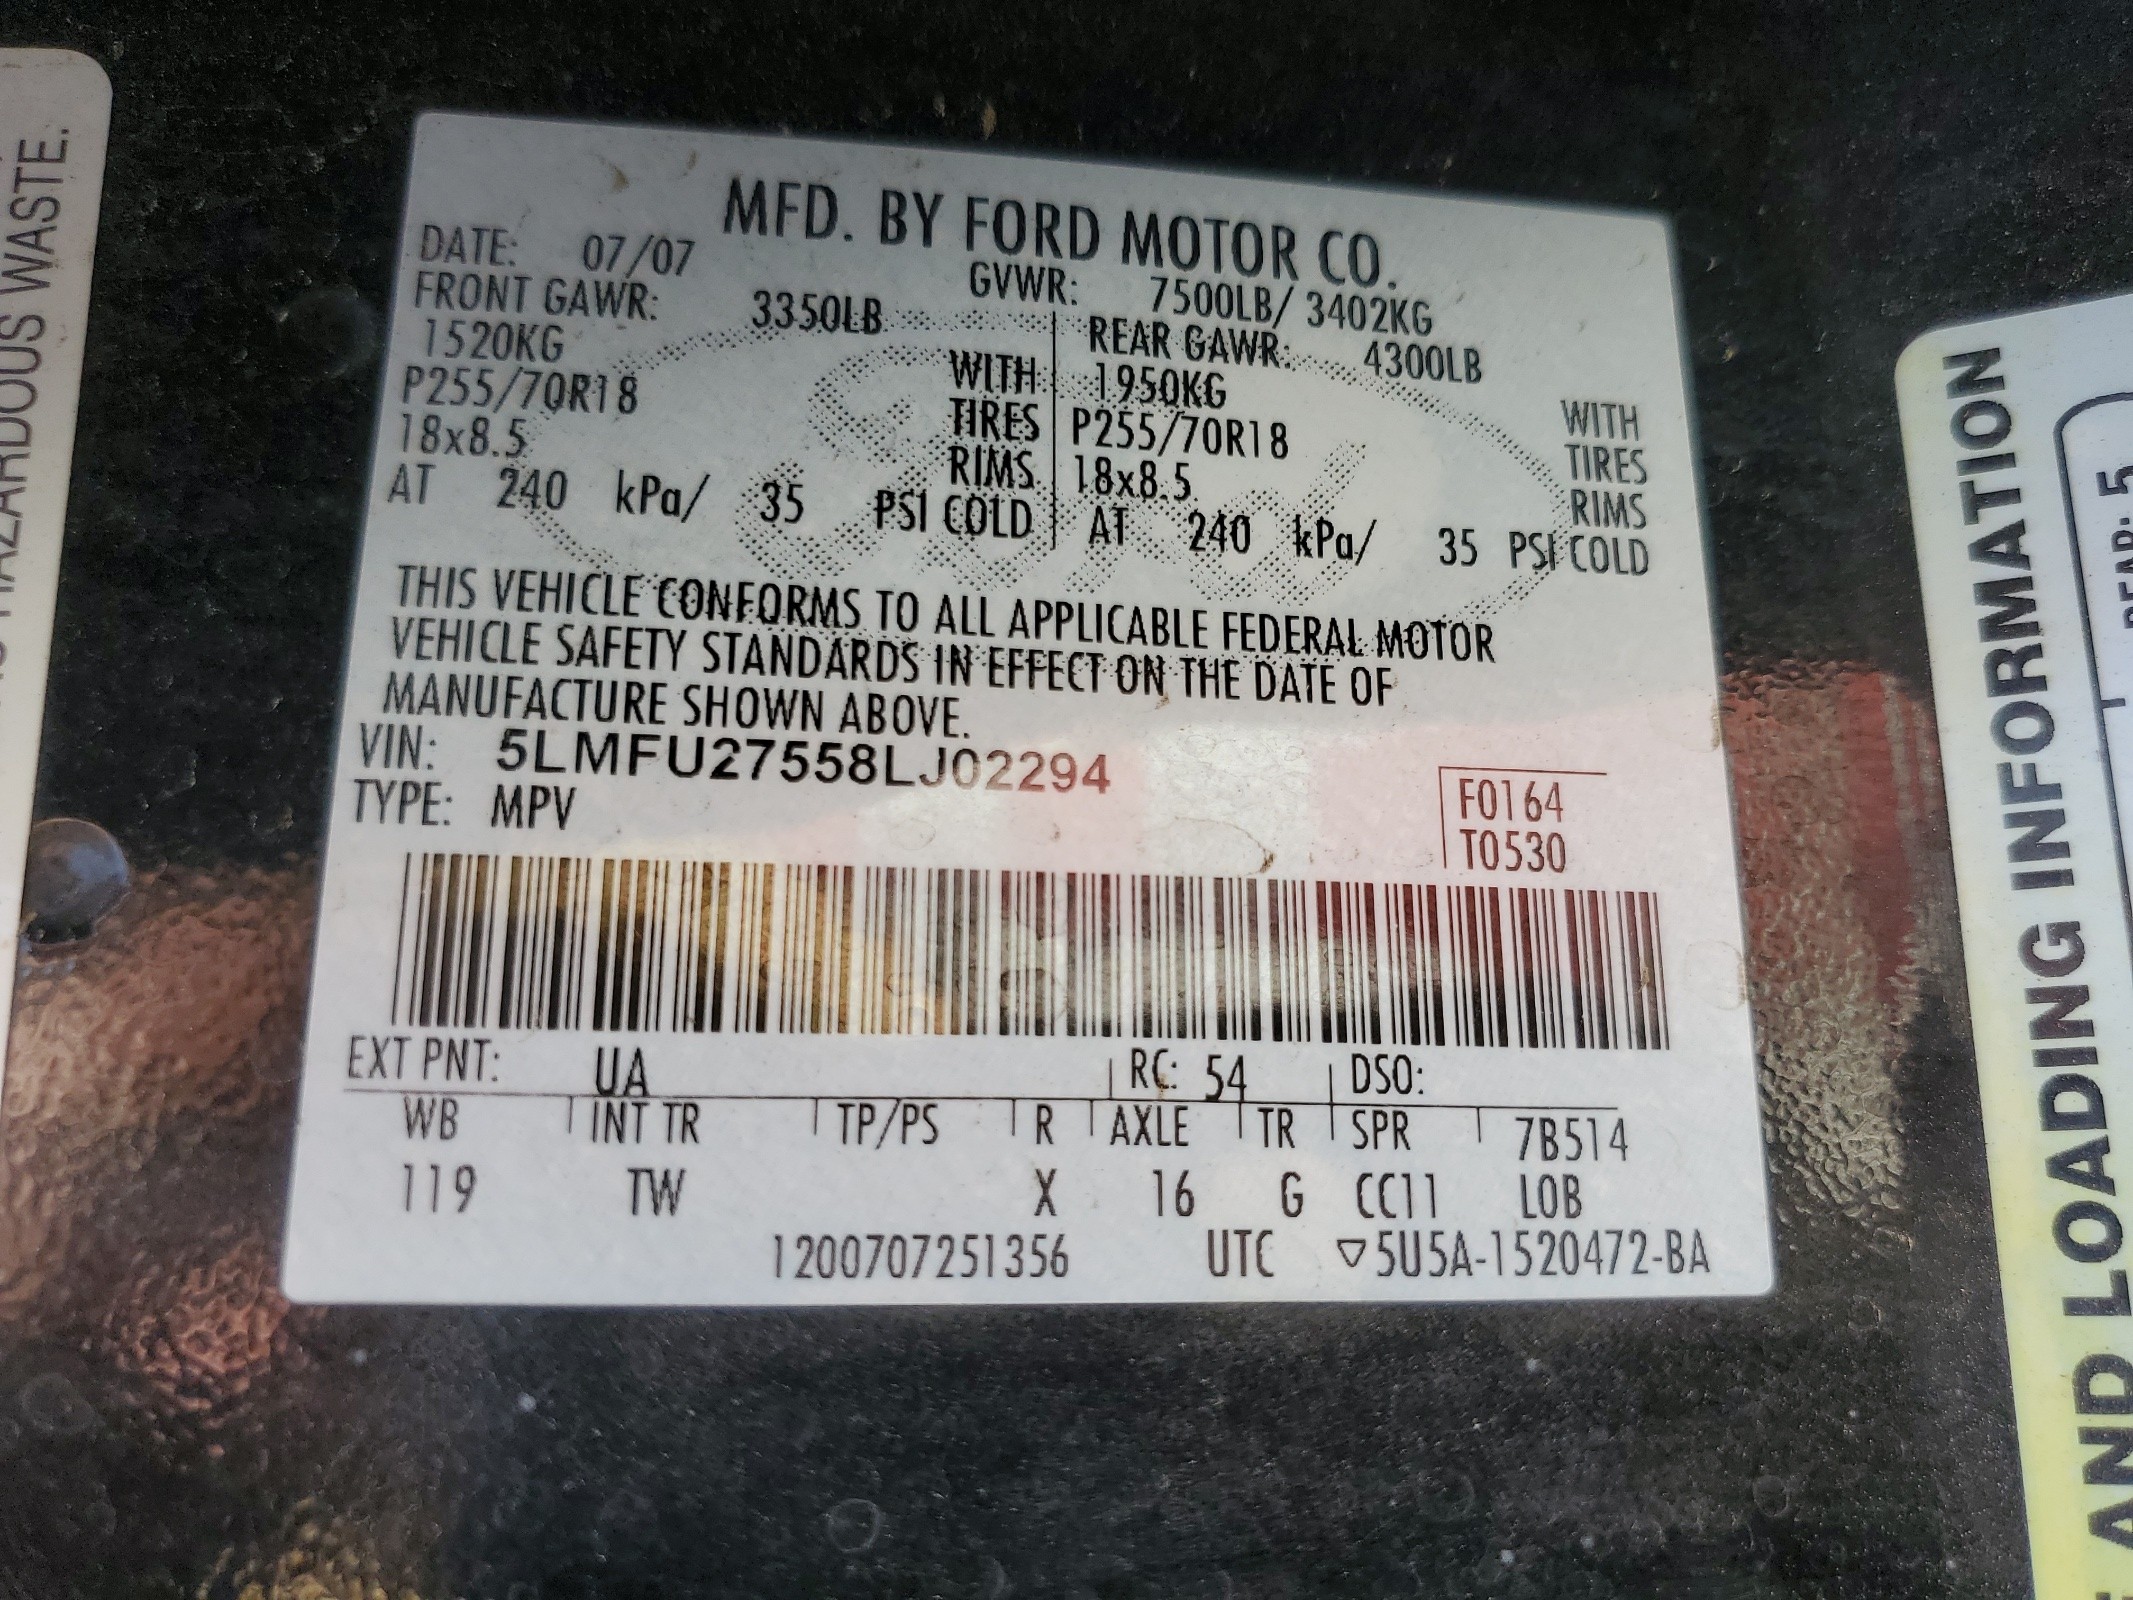 HAZARDOUS WASTE.
MFD. BY FORD MOTOR CO.
DATE: 07/07
GVWR: 7500LB/ 3402KG
FRONT GAWR: 3350LB
1520KG WITH
P255/70R18 TIRES
18x8.5 RIMS
AT 240 kPa/ 35 PSI COLD
REAR GAWR: 4300LB
1950KG WITH
P255/70R18 TIRES
18x8.5 RIMS
AT 240 kPa/ 35 PSI COLD
THIS VEHICLE CONFORMS TO ALL APPLICABLE FEDERAL MOTOR
VEHICLE SAFETY STANDARDS IN EFFECT ON THE DATE OF
MANUFACTURE SHOWN ABOVE.
VIN: 5LMFU27558LJ02294
TYPE: MPV
F0164
T0530
EXT PNT: UA RC: 54 DSO:
WB INT TR TP/PS R AXLE TR SPR 7B514
119 TW X 16 G CC11 LOB
1200707251356 UTC ▽5U5A-1520472-BA
AND LOADING INFORMATION
REAR: 5